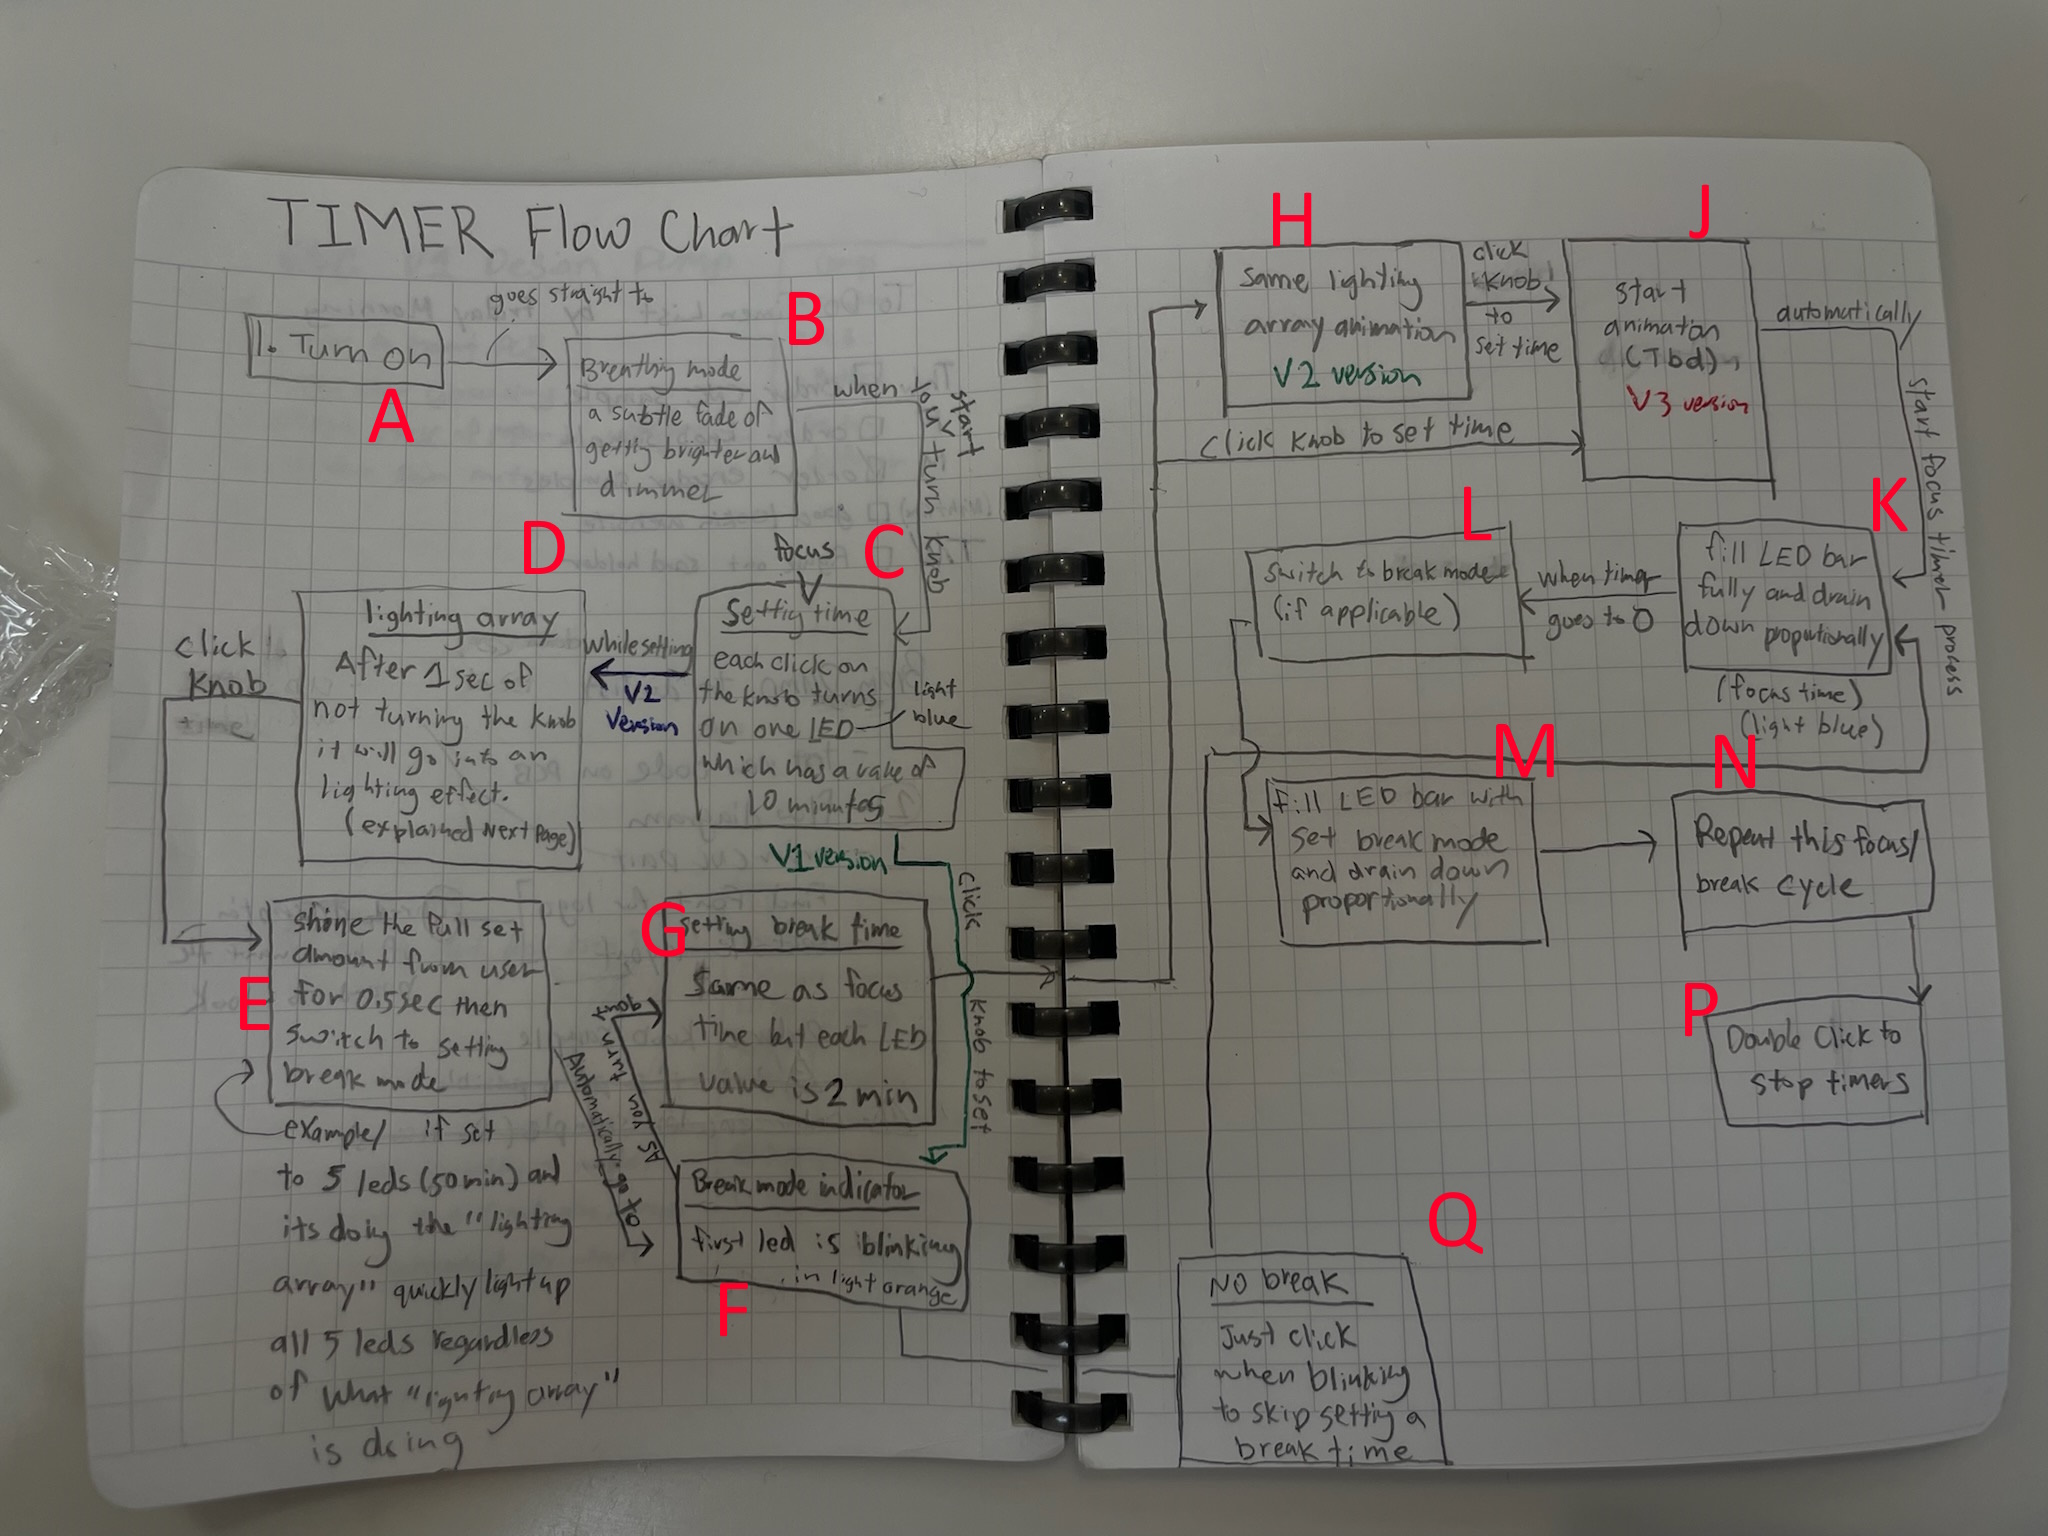 TIMER Flow Chart
goes straight to
1. Turn on
A
B
Breathing mode
a subtle fade of
getting brighter and
dimmer
when you start turn knob
D
C
focus
Settig time
each click on
the knob turns
on one LED
which has a value of
10 minutes
light
blue
V1 version
while setting
V2
Version
lighting array
After 1 sec of
not turning the knob
it will go into an
lighting effect.
(explained Next Page)
click
knob
E
shine the full set
amount from user
for 0.5sec then
switch to setting
break mode
example/ if set
to 5 leds (50min) and
its doig the "lighting
array" quickly light up
all 5 leds regardless
of what "lighting array"
is doing
Automatically go to
click knob to set
G
setting break time
Same as focus
time but each LED
value is 2 min
As you turn
Break mode indicator
first led is blinking
in light orange
F
H
same lighting
array animation
V2 version
click
knob
to
set time
click knob to set time
J
start
animaton
(Tbd)
V3 version
automatically
start focus timer process
K
fill LED bar
fully and drain
down proportionally
(focus time)
(light blue)
when timer
goes to 0
L
switch to break mode
(if applicable)
M
fill LED bar with
set break mode
and drain down
proportionally
N
Repeat this focus/
break cycle
P
Double Click to
stop timers
Q
NO break
Just click
when blinking
to skip settig a
break time